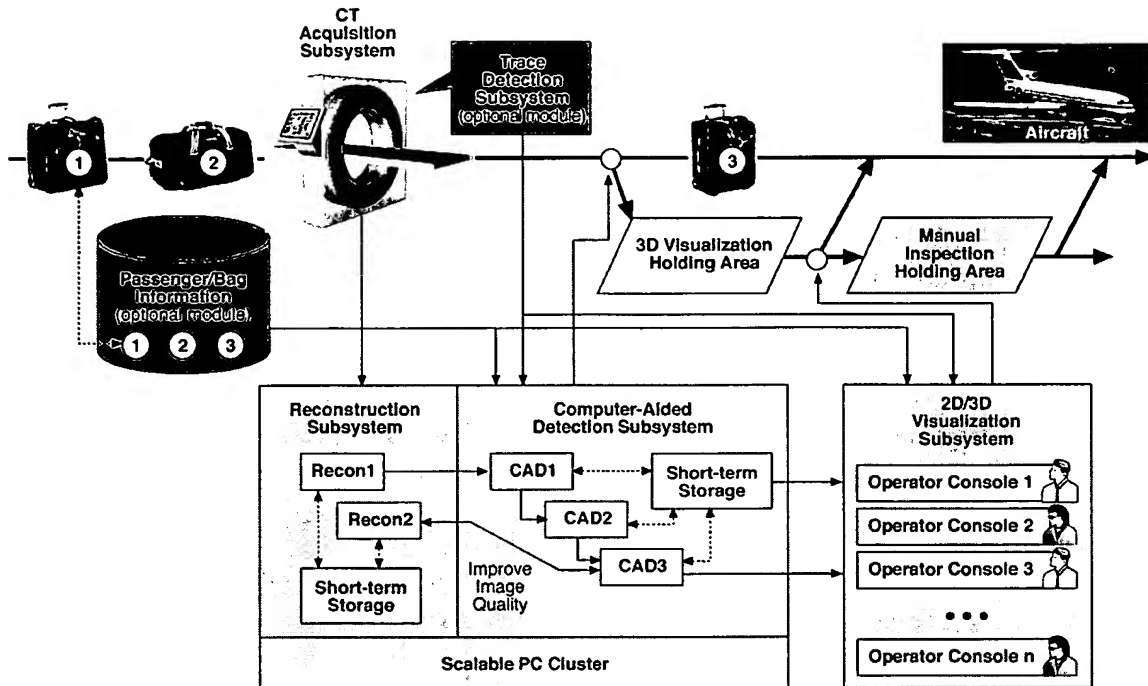 CT
Acquisition
Subsystem
Trace
Detection
Subsystem
(optional module)
Aircraft
1
2
3
3D Visualization
Holding Area
Manual
Inspection
Holding Area
Passenger/Bag
Information
(optional module)
1
2
3
Reconstruction
Subsystem
Computer-Aided
Detection Subsystem
2D/3D
Visualization
Subsystem
Recon1
CAD1
Short-term
Storage
Operator Console 1
Recon2
CAD2
Operator Console 2
CAD3
Operator Console 3
Short-term
Storage
Improve
Image
Quality
• • •
Scalable PC Cluster
Operator Console n